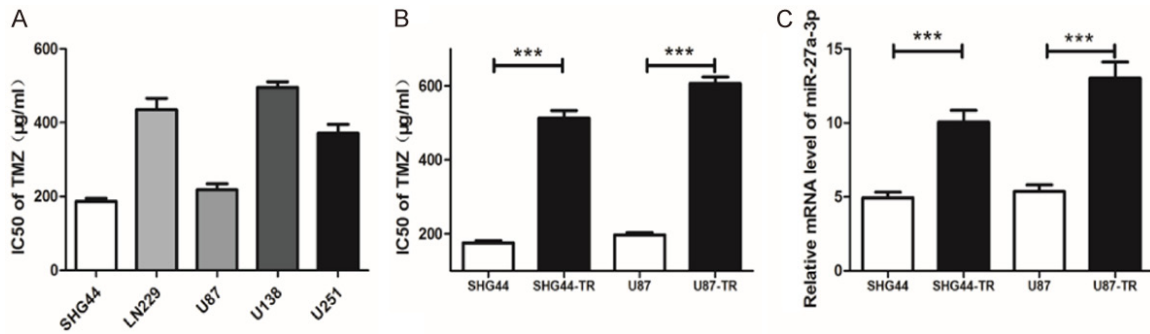 A
IC50 of TMZ（μg/ml）
600
400
200
0
SHG44
LN229
U87
U138
U251
B
IC50 of TMZ（μg/ml）
600
400
200
***
***
SHG44
SHG44-TR
U87
U87-TR
C
Relative mRNA level of miR-27a-3p
15
10
5
0
***
***
SHG44
SHG44-TR
U87
U87-TR